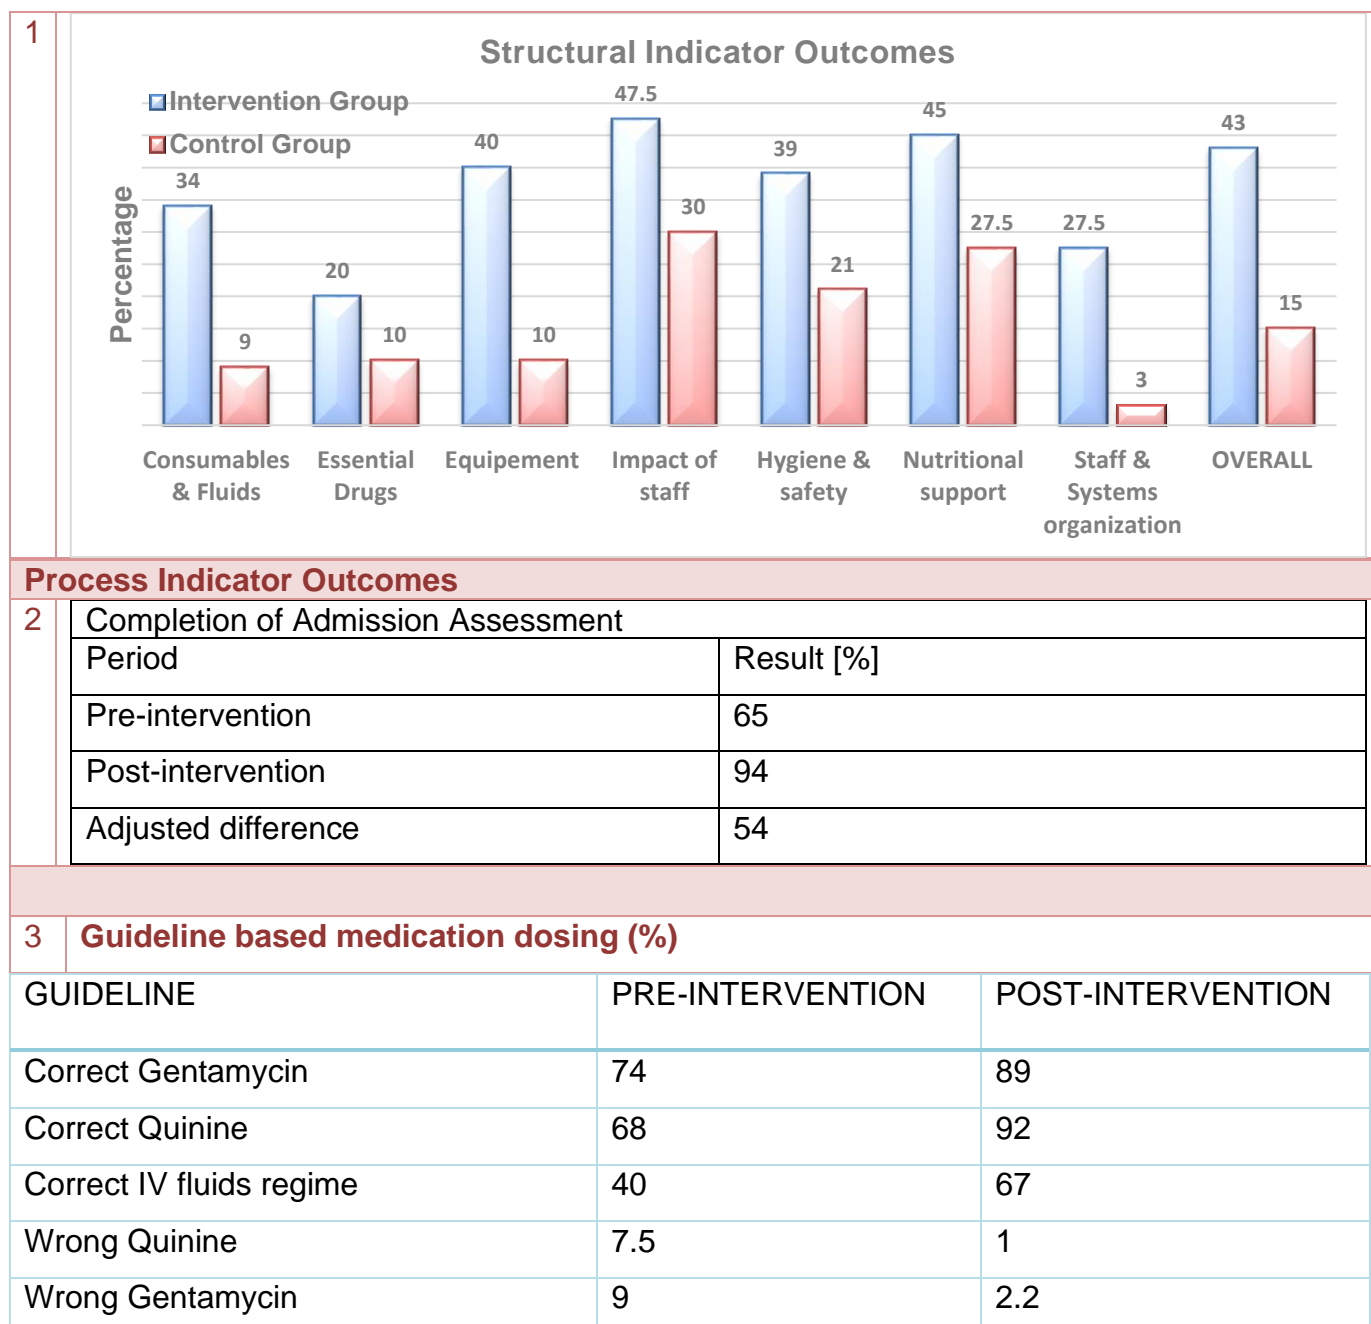 1
Structural Indicator Outcomes
Intervention Group
Control Group
Percentage
34 9 20 10 40 10 47.5 30 39 21 45 27.5 27.5 3 43 15
Consumables & Fluids
Essential Drugs
Equipement
Impact of staff
Hygiene & safety
Nutritional support
Staff & Systems organization
OVERALL
Process Indicator Outcomes
2
Completion of Admission Assessment
Period Result [%]
Pre-intervention 65
Post-intervention 94
Adjusted difference 54
3 Guideline based medication dosing (%)
GUIDELINE PRE-INTERVENTION POST-INTERVENTION
Correct Gentamycin 74 89
Correct Quinine 68 92
Correct IV fluids regime 40 67
Wrong Quinine 7.5 1
Wrong Gentamycin 9 2.2